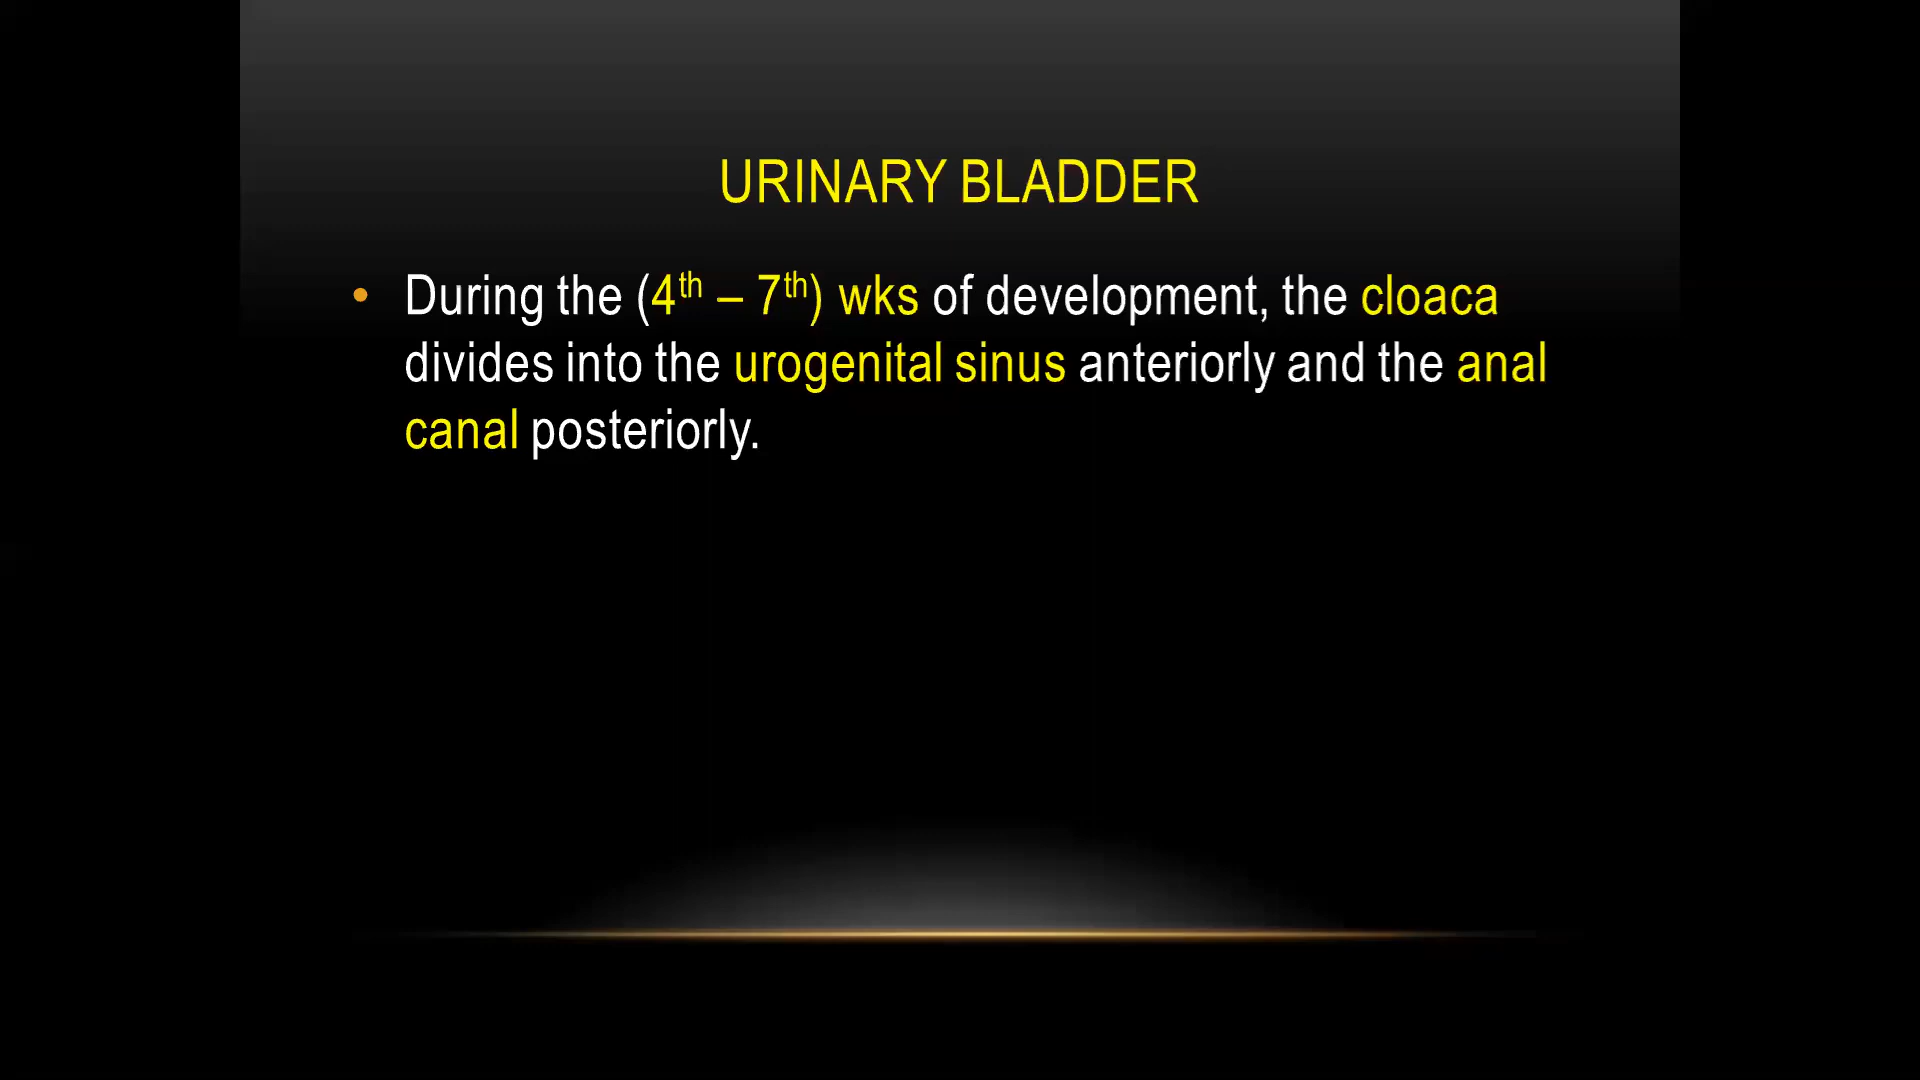 URINARY BLADDER
• During the (4th – 7th) wks of development, the cloaca
divides into the urogenital sinus anteriorly and the anal
canal posteriorly.